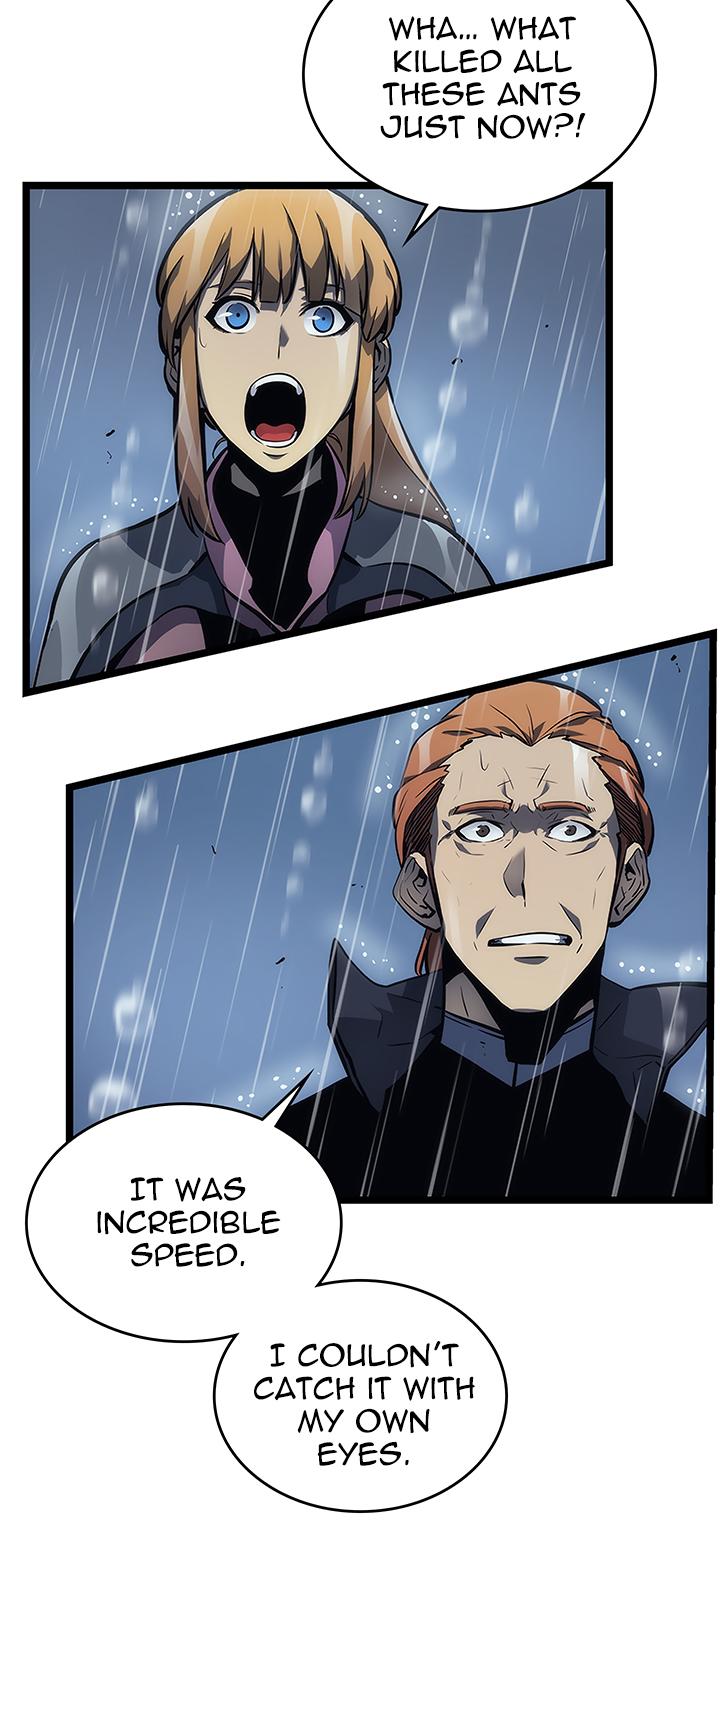 WHA... WHAT
KILLED ALL
THESE ANTS
JUST NOW?!
IT WAS
INCREDIBLE
SPEED.
I COULDN'T
CATCH IT WITH
MY OWN
EYES.